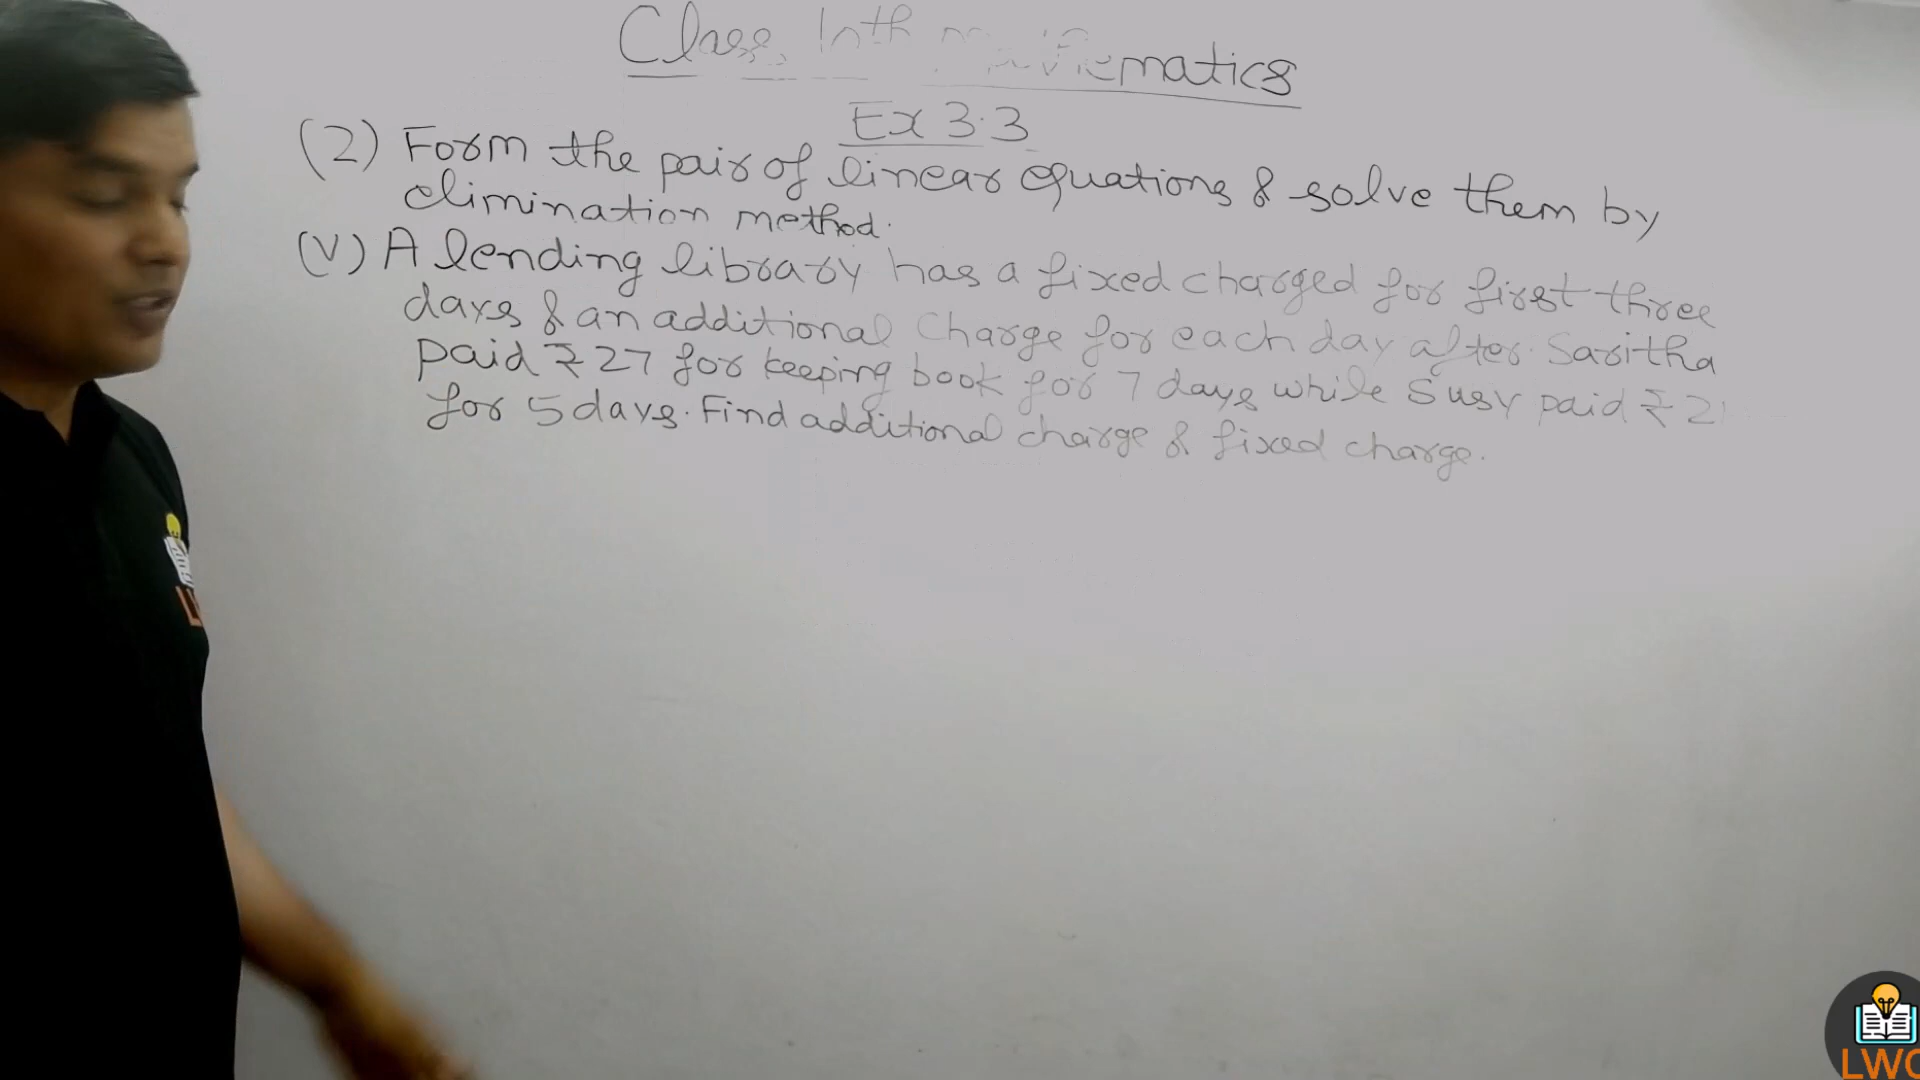 Class 10th mathematics
Ex 3.3
(2) Form the pair of linear equations & solve them by
elimination method.
(V) A lending library has a fixed charged for first three
days & an additional charge for each day after. Saritha
paid ₹27 for keeping book for 7 days while Susy paid ₹2
for 5 days. Find additional charge & fixed charge.
LWC